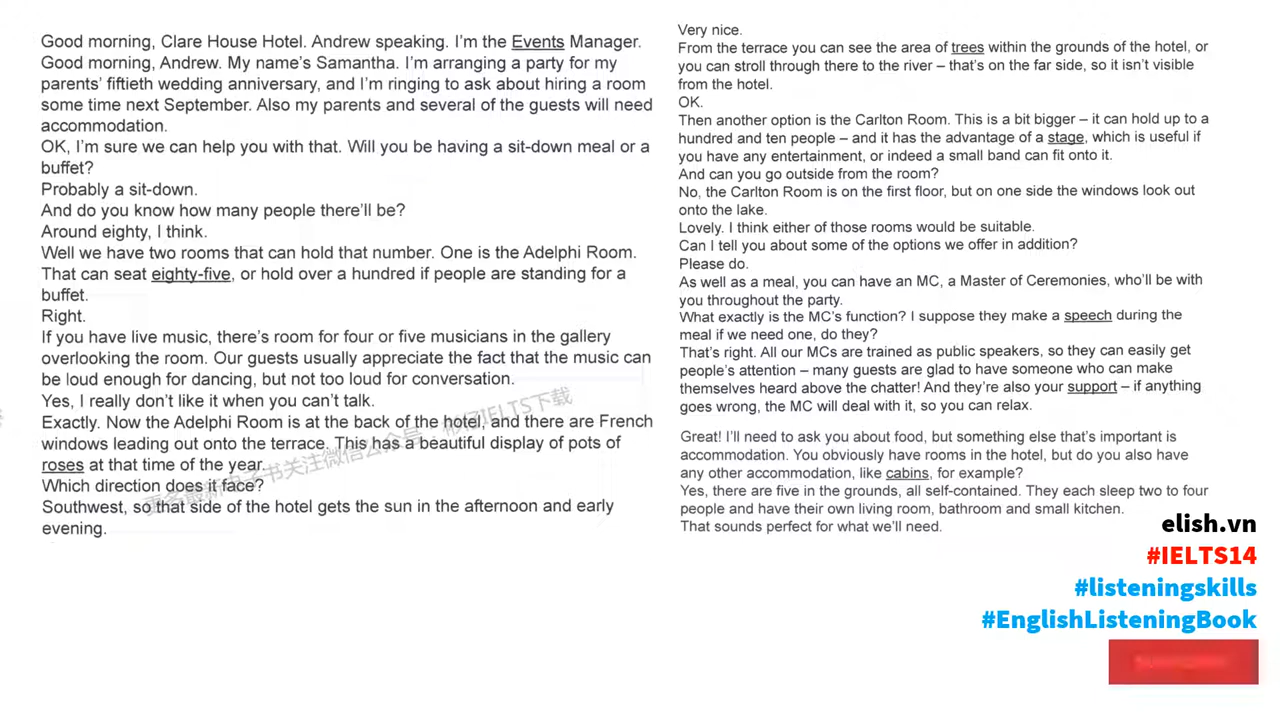 Good morning, Clare House Hotel. Andrew speaking. I'm the Events Manager.
Good morning, Andrew. My name's Samantha. I'm arranging a party for my
parents' fiftieth wedding anniversary, and I'm ringing to ask about hiring a room
some time next September. Also my parents and several of the guests will need
accommodation.
OK, I'm sure we can help you with that. Will you be having a sit-down meal or a
buffet?
Probably a sit-down.
And do you know how many people there'll be?
Around eighty, I think.
Well we have two rooms that can hold that number. One is the Adelphi Room.
That can seat eighty-five, or hold over a hundred if people are standing for a
buffet.
Right.
If you have live music, there's room for four or five musicians in the gallery
overlooking the room. Our guests usually appreciate the fact that the music can
be loud enough for dancing, but not too loud for conversation.
Yes, I really don't like it when you can't talk.
Exactly. Now the Adelphi Room is at the back of the hotel, and there are French
windows leading out onto the terrace. This has a beautiful display of pots of
roses at that time of the year.
Which direction does it face?
Southwest, so that side of the hotel gets the sun in the afternoon and early
evening.
更多最新电子书关注微信公众号 IELTS下载
Very nice.
From the terrace you can see the area of trees within the grounds of the hotel, or
you can stroll through there to the river – that's on the far side, so it isn't visible
from the hotel.
OK.
Then another option is the Carlton Room. This is a bit bigger – it can hold up to a
hundred and ten people – and it has the advantage of a stage, which is useful if
you have any entertainment, or indeed a small band can fit onto it.
And can you go outside from the room?
No, the Carlton Room is on the first floor, but on one side the windows look out
onto the lake.
Lovely. I think either of those rooms would be suitable.
Can I tell you about some of the options we offer in addition?
Please do.
As well as a meal, you can have an MC, a Master of Ceremonies, who'll be with
you throughout the party.
What exactly is the MC's function? I suppose they make a speech during the
meal if we need one, do they?
That's right. All our MCs are trained as public speakers, so they can easily get
people's attention – many guests are glad to have someone who can make
themselves heard above the chatter! And they're also your support – if anything
goes wrong, the MC will deal with it, so you can relax.
Great! I'll need to ask you about food, but something else that's important is
accommodation. You obviously have rooms in the hotel, but do you also have
any other accommodation, like cabins, for example?
Yes, there are five in the grounds, all self-contained. They each sleep two to four
people and have their own living room, bathroom and small kitchen.
That sounds perfect for what we'll need.
elish.vn
#IELTS14
#listeningskills
#EnglishListeningBook